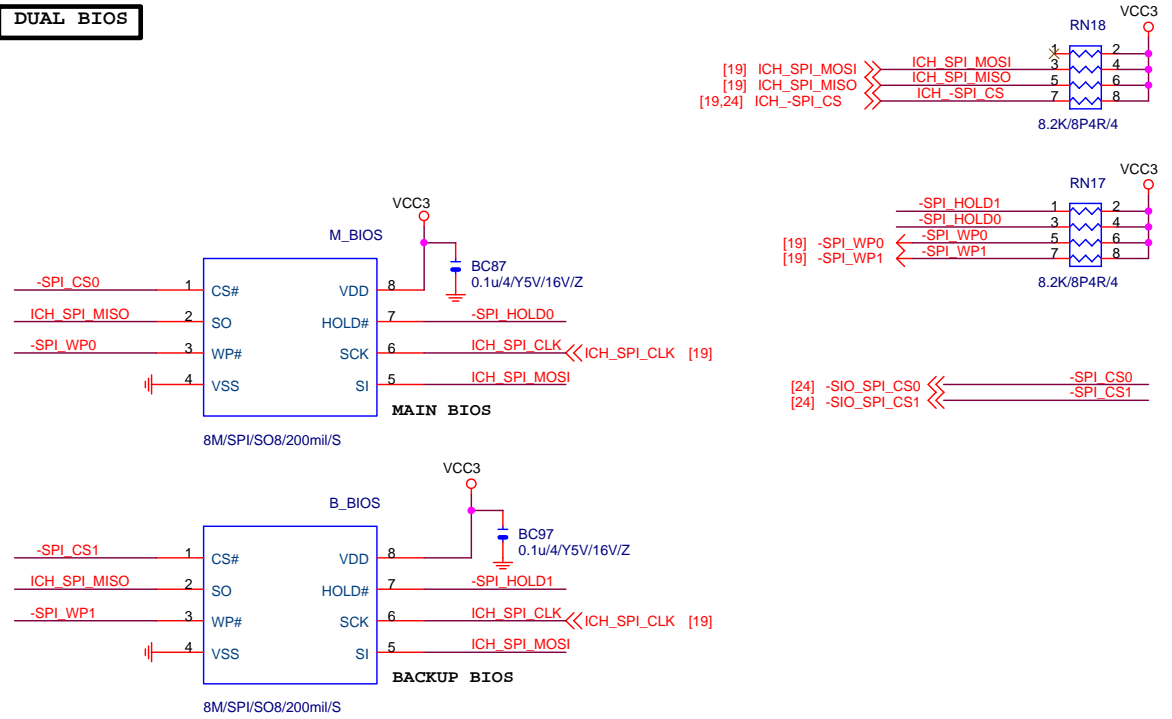 DUAL BIOS
VCC3
RN18
[19] ICH_SPI_MOSI ICH_SPI_MOSI 1 2
[19] ICH_SPI_MISO ICH_SPI_MISO 3 4
[19,24] ICH_-SPI_CS ICH_-SPI_CS 5 6
7 8
8.2K/8P4R/4
VCC3
RN17
-SPI_HOLD1 1 2
-SPI_HOLD0 3 4
[19] -SPI_WP0 -SPI_WP0 5 6
[19] -SPI_WP1 -SPI_WP1 7 8
8.2K/8P4R/4
VCC3
M_BIOS
BC87
0.1u/4/Y5V/16V/Z
-SPI_CS0 1 CS# VDD 8
ICH_SPI_MISO 2 SO HOLD# 7 -SPI_HOLD0
-SPI_WP0 3 WP# SCK 6 ICH_SPI_CLK ICH_SPI_CLK [19]
4 VSS SI 5 ICH_SPI_MOSI
MAIN BIOS
8M/SPI/SO8/200mil/S
[24] -SIO_SPI_CS0 -SPI_CS0
[24] -SIO_SPI_CS1 -SPI_CS1
VCC3
B_BIOS
BC97
0.1u/4/Y5V/16V/Z
-SPI_CS1 1 CS# VDD 8
ICH_SPI_MISO 2 SO HOLD# 7 -SPI_HOLD1
-SPI_WP1 3 WP# SCK 6 ICH_SPI_CLK ICH_SPI_CLK [19]
4 VSS SI 5 ICH_SPI_MOSI
BACKUP BIOS
8M/SPI/SO8/200mil/S